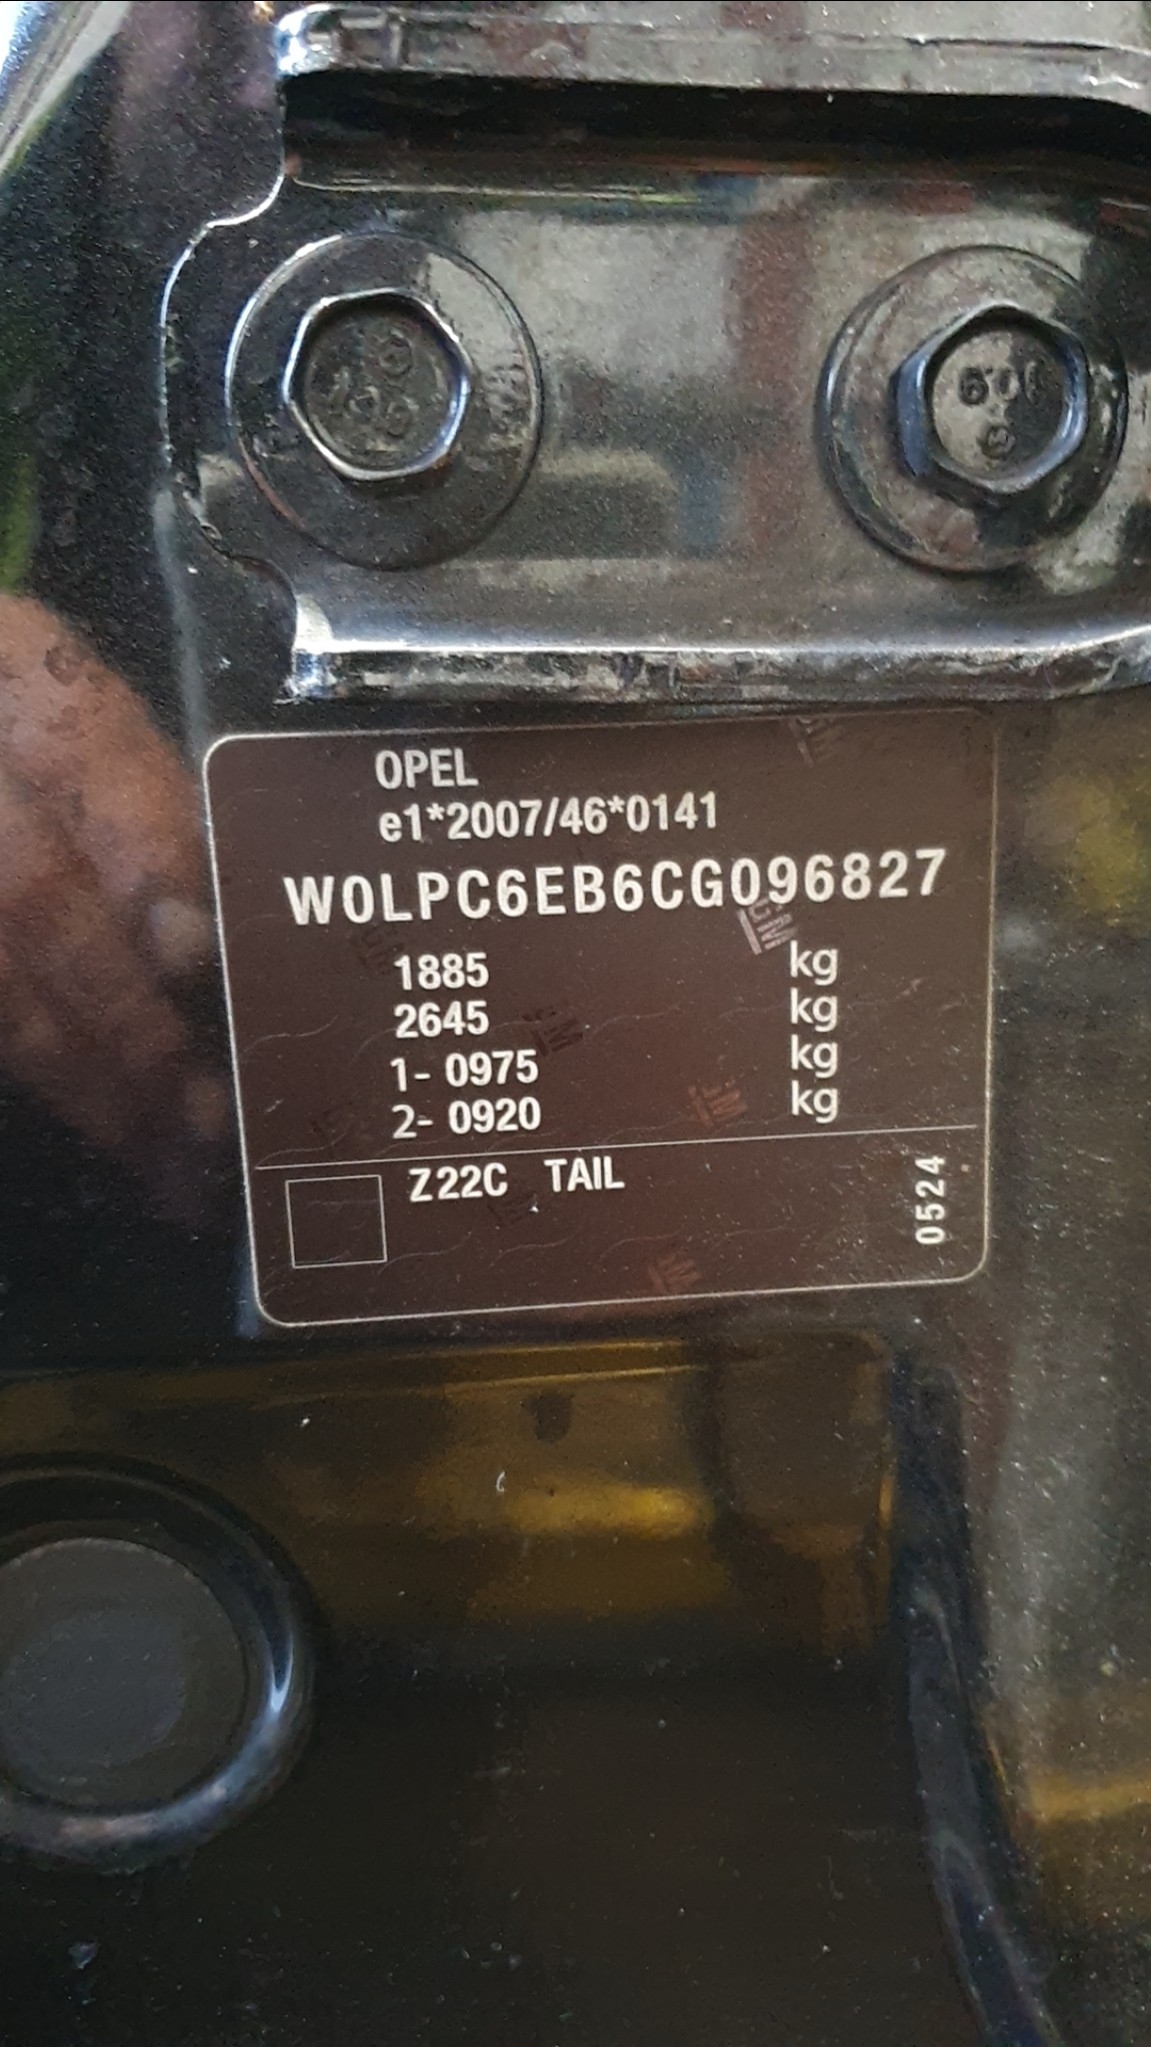 OPEL
e1*2007/46*0141
W0LPC6EB6CG096827
1885 kg
2645 kg
1- 0975 kg
2- 0920 kg
Z22C TAIL
0524